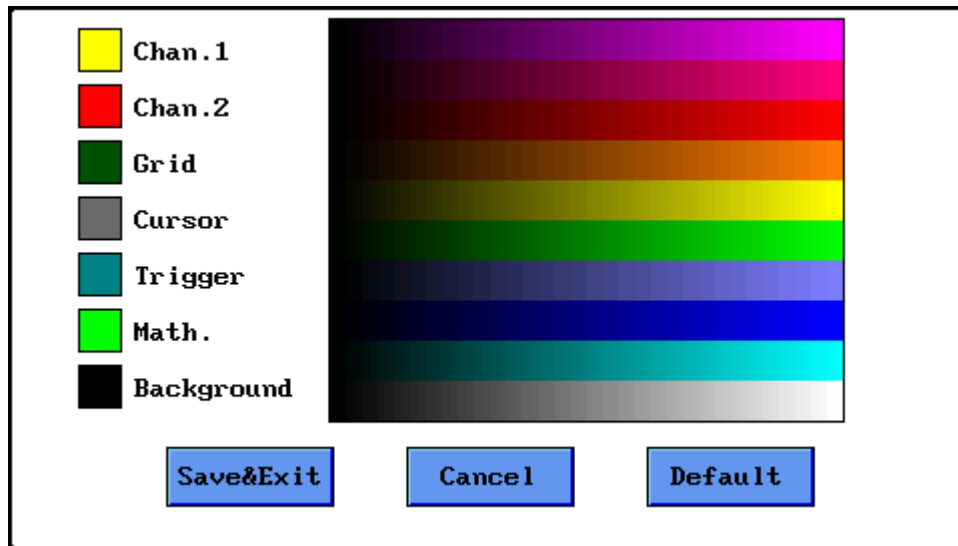 Chan.1
Chan.2
Grid
Cursor
Trigger
Math.
Background
Save&Exit
Cancel
Default